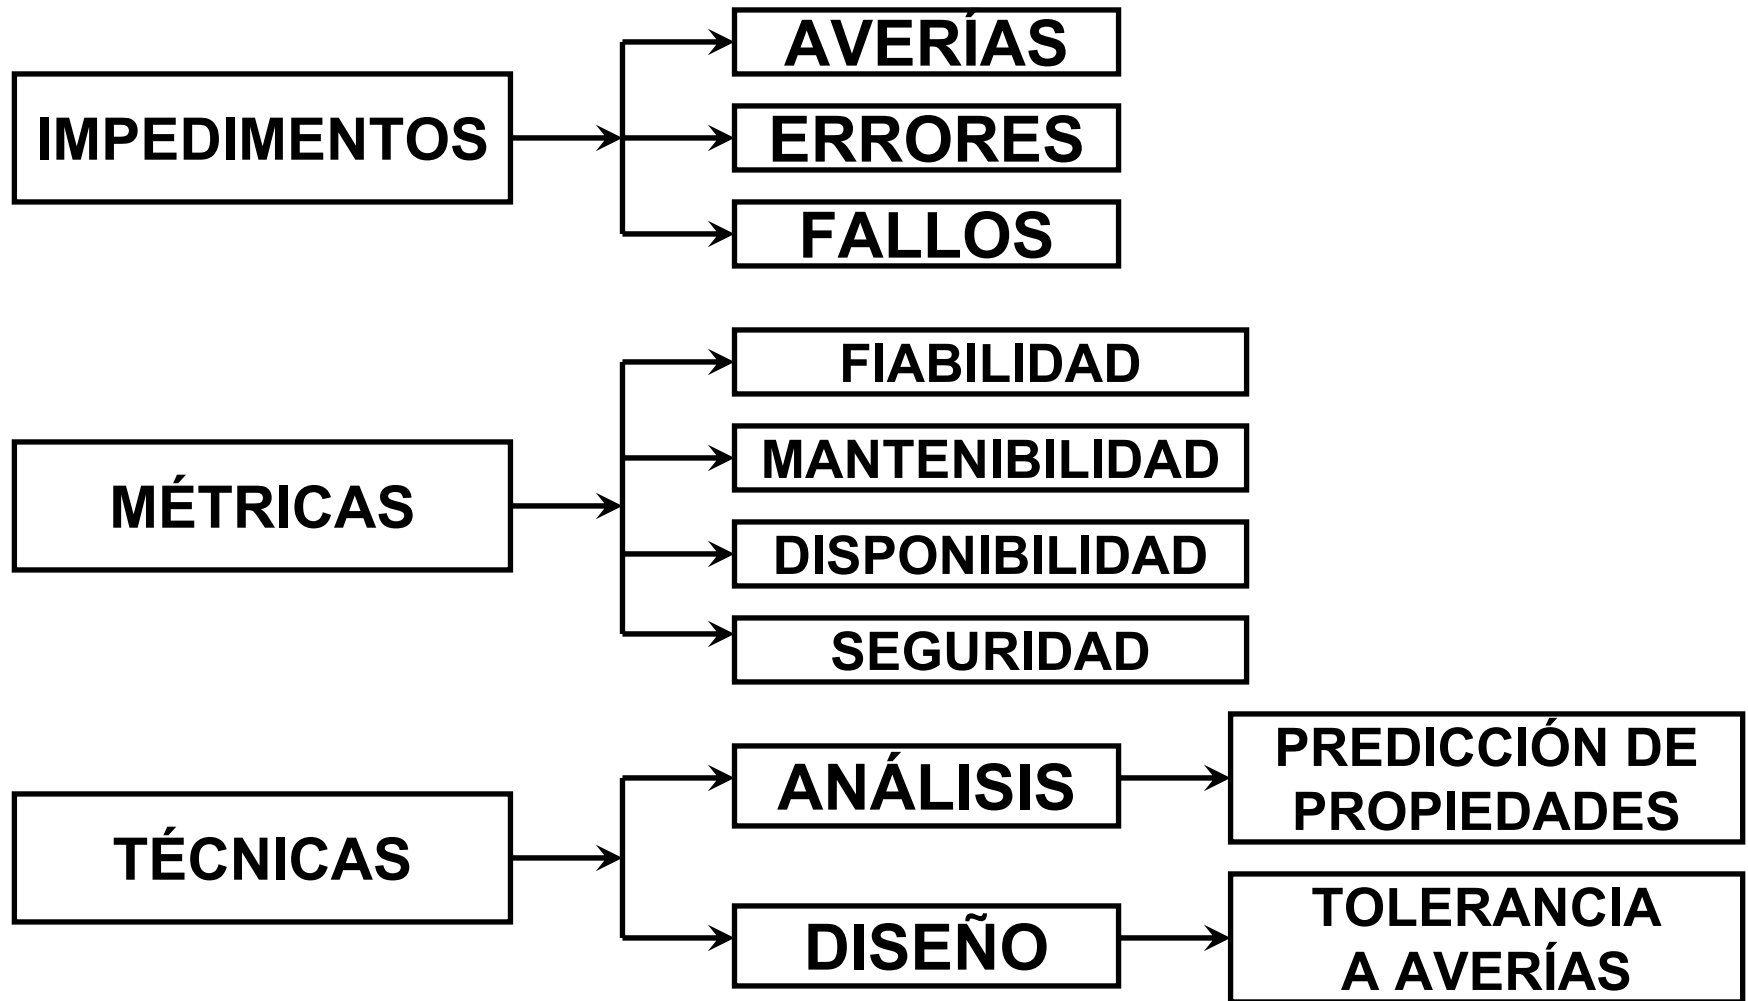 IMPEDIMENTOS
AVERÍAS
ERRORES
FALLOS
MÉTRICAS
FIABILIDAD
MANTENIBILIDAD
DISPONIBILIDAD
SEGURIDAD
TÉCNICAS
ANÁLISIS
PREDICCIÓN DE
PROPIEDADES
DISEÑO
TOLERANCIA
A AVERÍAS